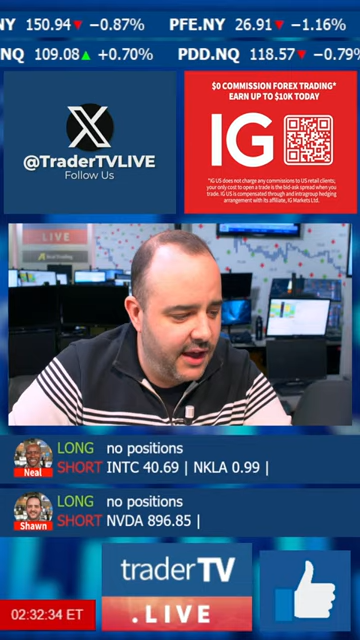 NY 150.94 −0.87% PFE.NY 26.91 −1.16%
NQ 109.08 +0.70% PDD.NQ 118.57 −0.79%
@TraderTVLIVE
Follow Us
$0 COMMISSION FOREX TRADING*
EARN UP TO $10K TODAY
IG
*IG US does not charge any commissions to US retail clients,
your only cost to open a trade is the bid-ask spread when you
trade. IG US is compensated through and intragroup hedging
arrangement with its affiliate, IG Markets Ltd.
LIVE
Real Trading
LONG no positions
SHORT INTC 40.69 | NKLA 0.99 |
Neal
LONG no positions
SHORT NVDA 896.85 |
Shawn
traderTV
.LIVE
02:32:34 ET